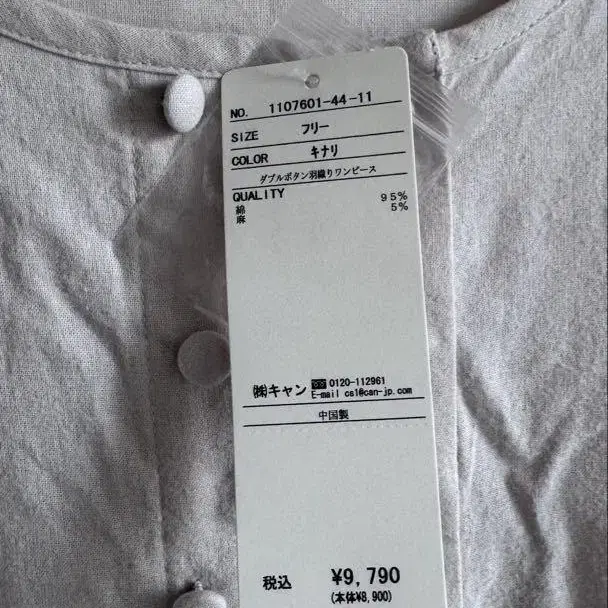 NO. 1107601-44-11
SIZE フリー
COLOR キナリ
ダブルボタン羽織りワンピース
QUALITY
綿 95%
麻 5%
㈱キャン 0120-112961
E-mail cs1@can-jp.com
中国製
税込 ¥9,790
(本体¥8,900)